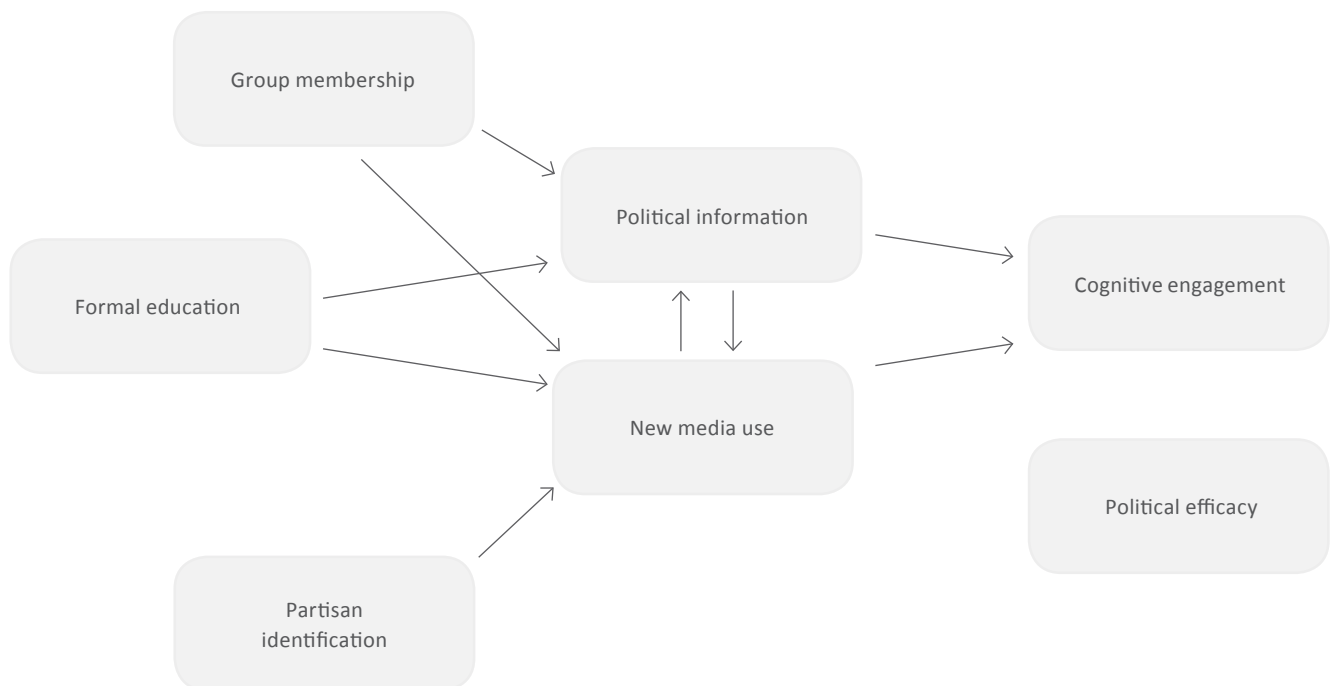 Group membership
Political information
Formal education
Cognitive engagement
New media use
Political efficacy
Partisan
identification